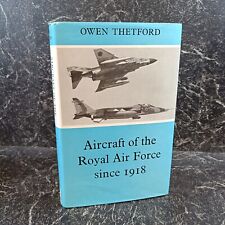 OWEN THETFORD
Aircraft of the
Royal Air Force
since 1918